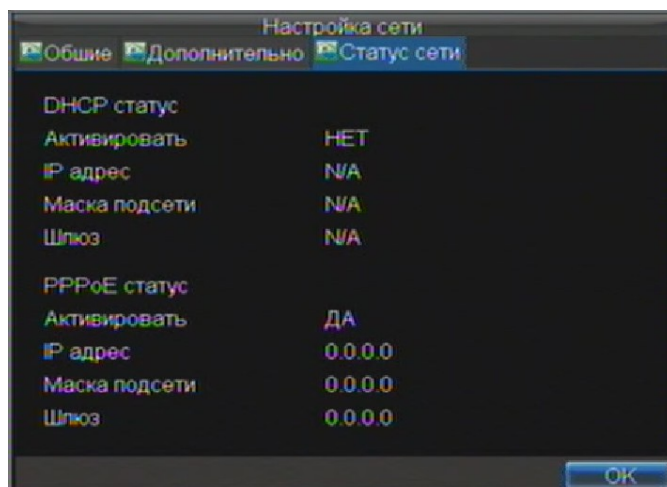 Настройка сети
Обшие Дополнительно Статус сети
DHCP статус
Активировать НЕТ
IP адрес N/A
Маска подсети N/A
Шлюз N/A
PPPoE статус
Активировать ДА
IP адрес 0.0.0.0
Маска подсети 0.0.0.0
Шлюз 0.0.0.0
OK